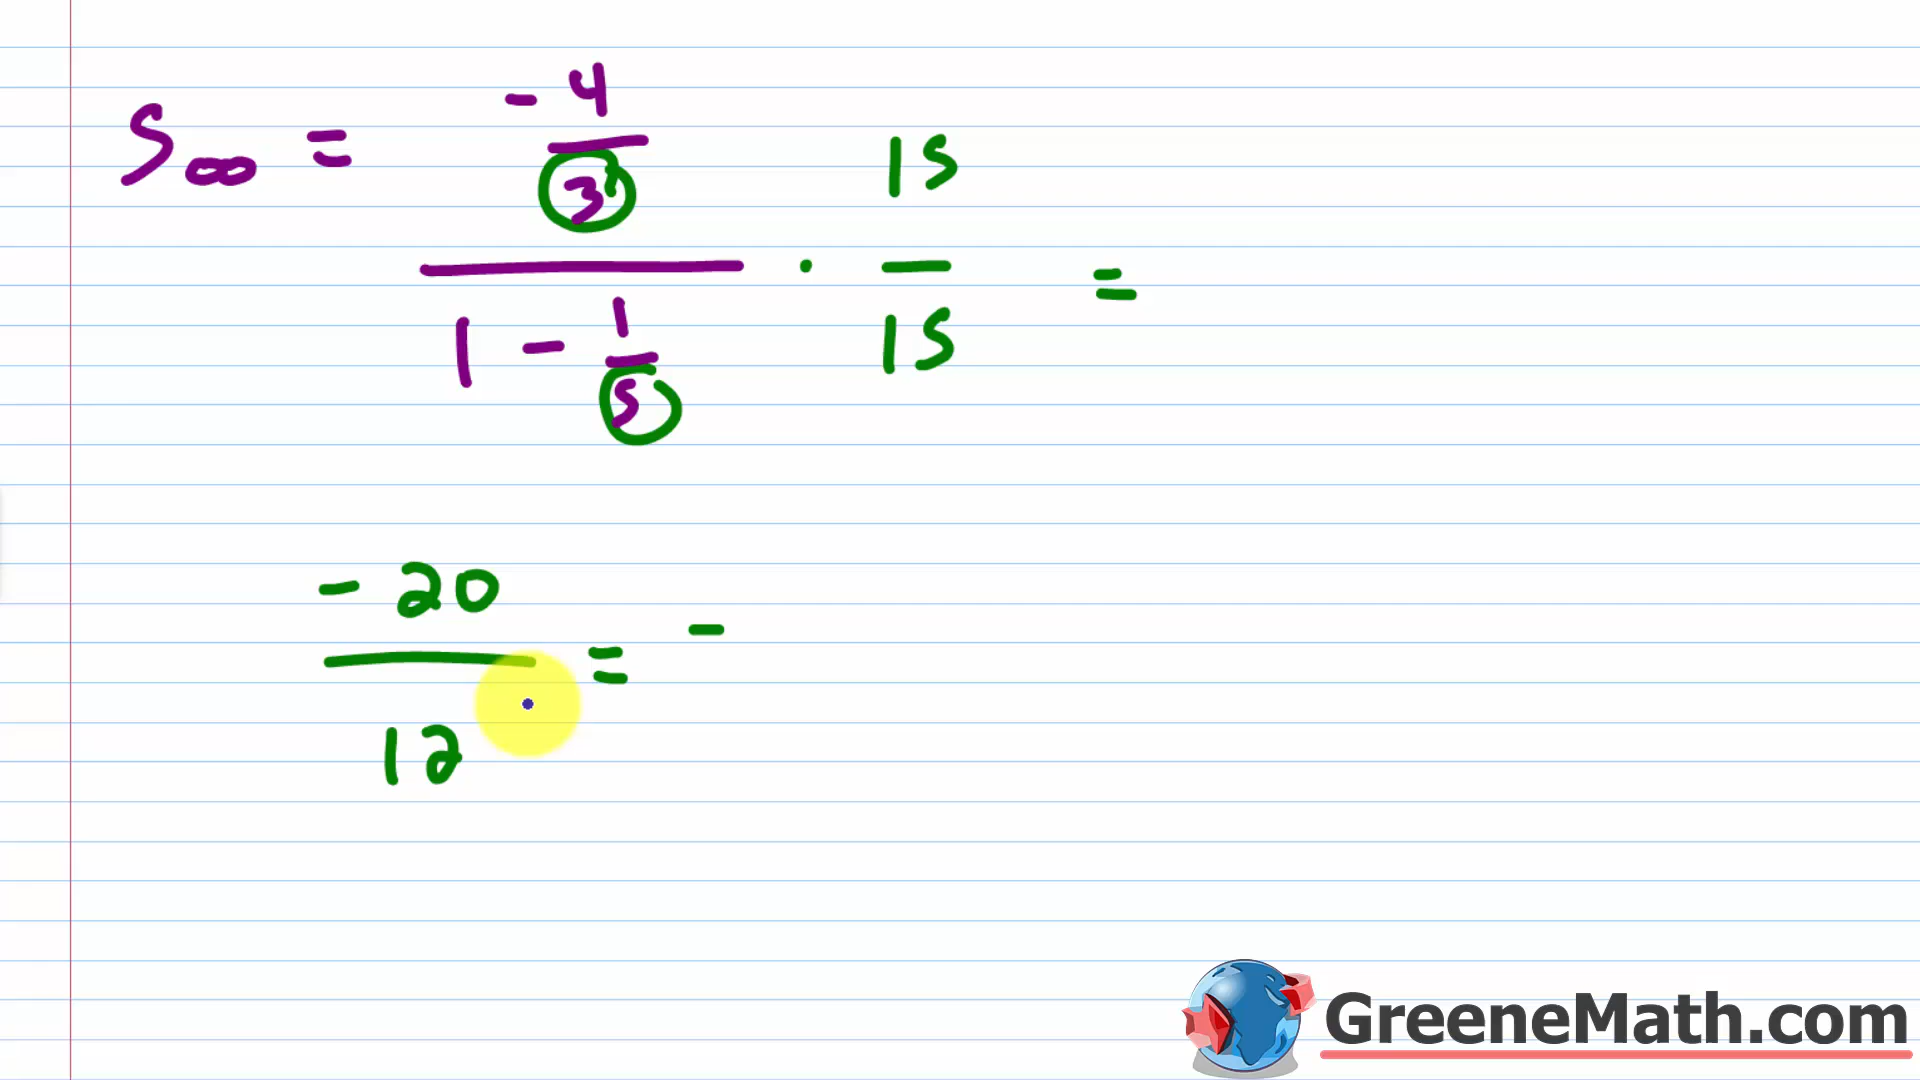 S∞ = (-4/3)/(1 - 1/5) · 15/15 =
-20/12 = -
GreeneMath.com